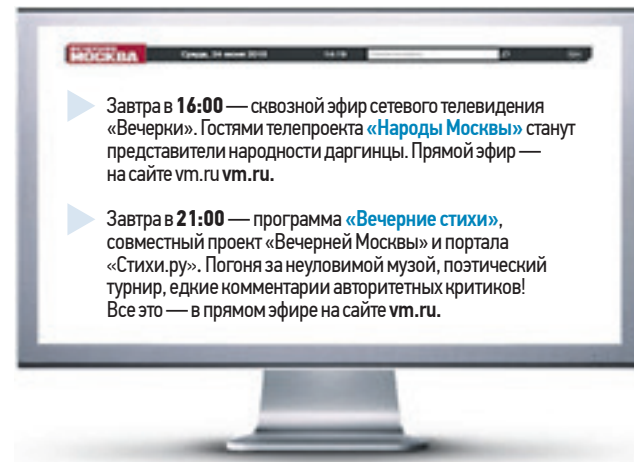 ВЕЧЕРНЯЯ
МОСКВА
Завтра в 16:00 — сквозной эфир сетевого телевидения
«Вечерки». Гостями телепроекта «Народы Москвы» станут
представители народности даргинцы. Прямой эфир —
на сайте vm.ru vm.ru.
Завтра в 21:00 — программа «Вечерние стихи»,
совместный проект «Вечерней Москвы» и портала
«Стихи.ру». Погоня за неуловимой музой, поэтический
турнир, едкие комментарии авторитетных критиков!
Все это — в прямом эфире на сайте vm.ru.